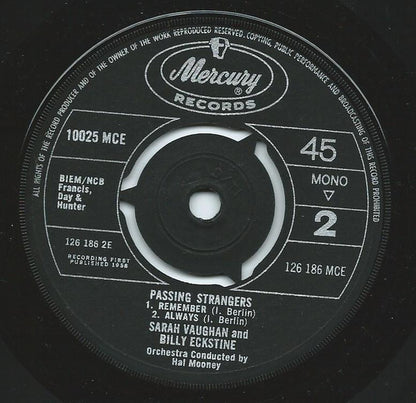 ALL RIGHTS OF THE RECORD PRODUCER AND OF THE OWNER OF THE WORK REPRODUCED RESERVED. COPYING, PUBLIC PERFORMANCE AND BROADCASTING OF THIS RECORD PROHIBITED
Mercury
®
RECORDS
10025 MCE
45
BIEM/NCB
Francis,
Day &
Hunter
MONO
▽
2
126 186 2E
126 186 MCE
RECORDING FIRST
PUBLISHED 1958
PASSING STRANGERS
1. REMEMBER (I. Berlin)
2. ALWAYS (I. Berlin)
SARAH VAUGHAN and
BILLY ECKSTINE
Orchestra Conducted by
Hal Mooney